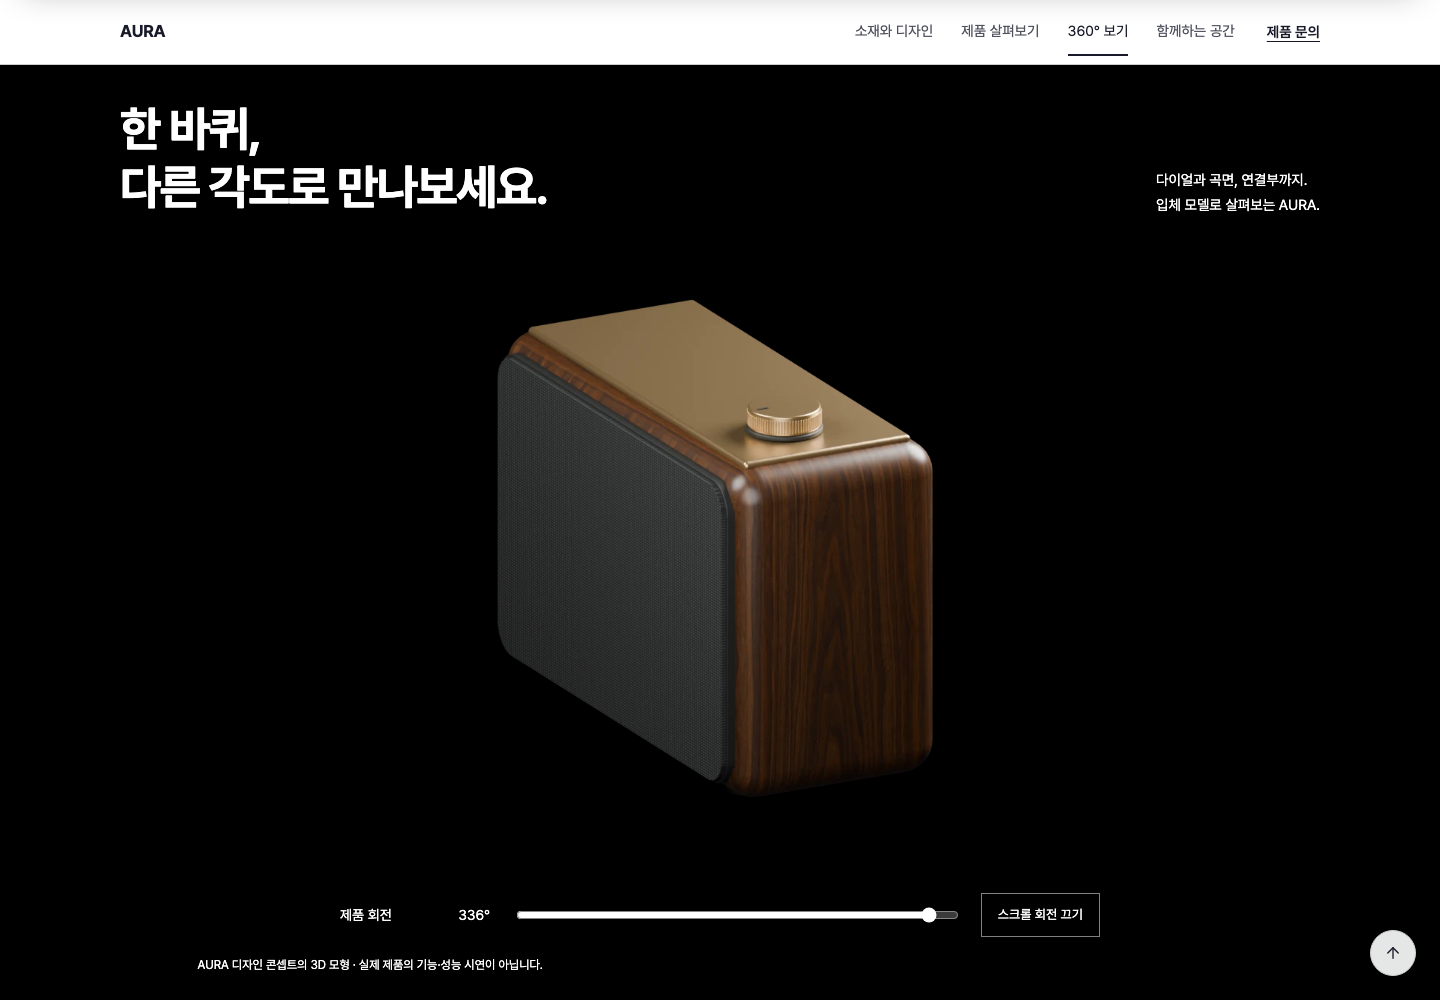 AURA
소재와 디자인
제품 살펴보기
360° 보기
함께하는 공간
제품 문의
한 바퀴,
다른 각도로 만나보세요.
다이얼과 곡면, 연결부까지.
입체 모델로 살펴보는 AURA.
제품 회전
336°
스크롤 회전 끄기
AURA 디자인 콘셉트의 3D 모형 · 실제 제품의 기능·성능 시연이 아닙니다.